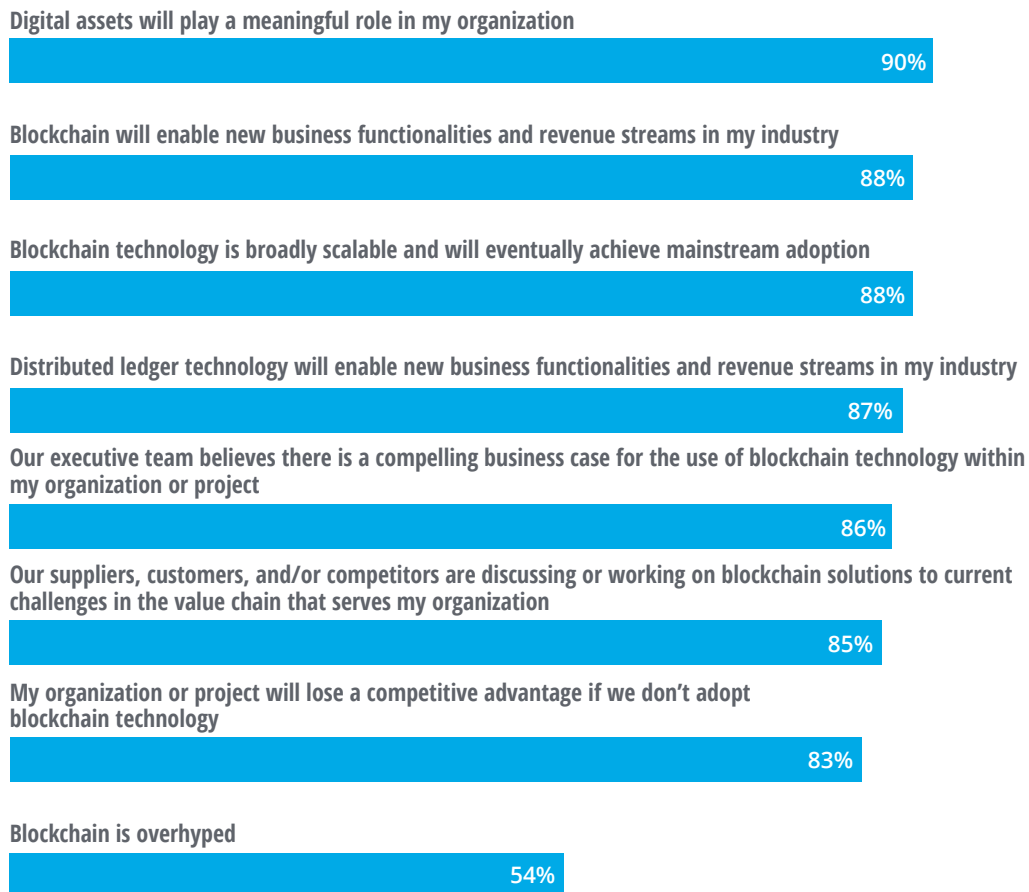 Digital assets will play a meaningful role in my organization
90%
Blockchain will enable new business functionalities and revenue streams in my industry
88%
Blockchain technology is broadly scalable and will eventually achieve mainstream adoption
88%
Distributed ledger technology will enable new business functionalities and revenue streams in my industry
87%
Our executive team believes there is a compelling business case for the use of blockchain technology within
my organization or project
86%
Our suppliers, customers, and/or competitors are discussing or working on blockchain solutions to current
challenges in the value chain that serves my organization
85%
My organization or project will lose a competitive advantage if we don’t adopt
blockchain technology
83%
Blockchain is overhyped
54%